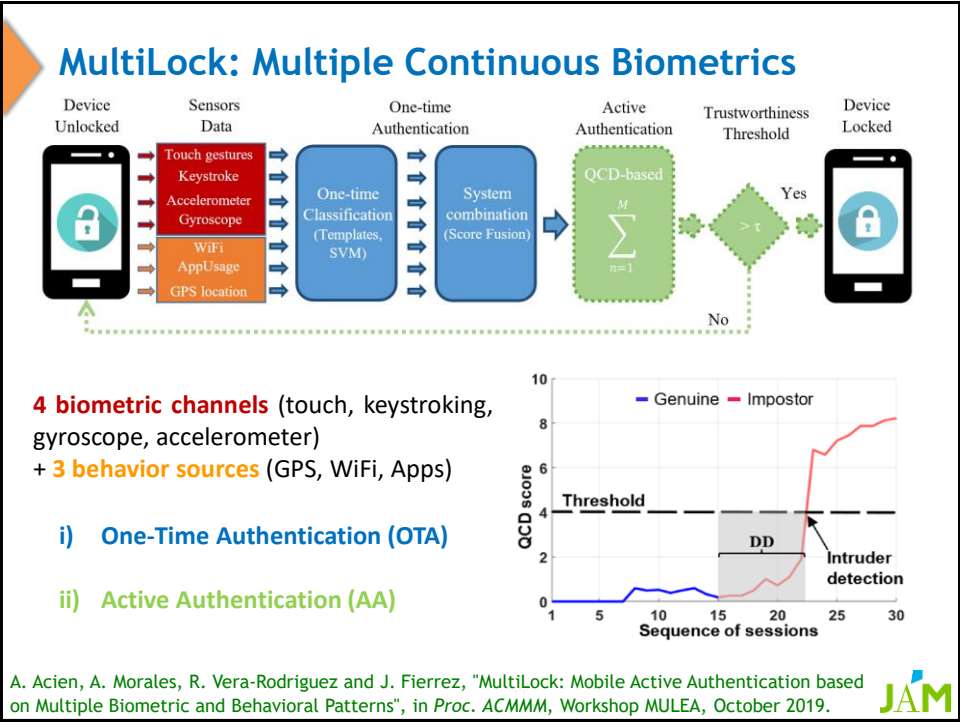 MultiLock: Multiple Continuous Biometrics
Device
Unlocked
Sensors
Data
One-time
Authentication
Active
Authentication
Trustworthiness
Threshold
Device
Locked
Touch gestures
Keystroke
Accelerometer
Gyroscope
WiFi
AppUsage
GPS location
One-time
Classification
(Templates,
SVM)
System
combination
(Score Fusion)
QCD-based
M
∑
n=1
> τ
Yes
No
4 biometric channels (touch, keystroking,
gyroscope, accelerometer)
+ 3 behavior sources (GPS, WiFi, Apps)
i) One-Time Authentication (OTA)
ii) Active Authentication (AA)
10
8
6
4
2
0
QCD score
Genuine
Impostor
Threshold
DD
Intruder
detection
1 5 10 15 20 25 30
Sequence of sessions
A. Acien, A. Morales, R. Vera-Rodriguez and J. Fierrez, "MultiLock: Mobile Active Authentication based
on Multiple Biometric and Behavioral Patterns", in Proc. ACMMM, Workshop MULEA, October 2019.
JAM